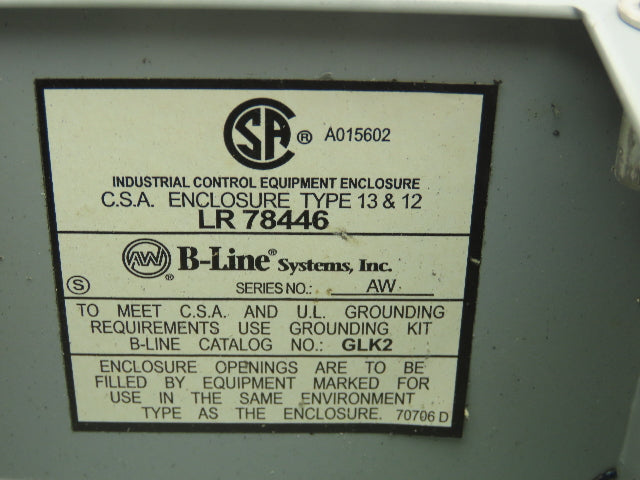 SA ® A015602
INDUSTRIAL CONTROL EQUIPMENT ENCLOSURE
C.S.A. ENCLOSURE TYPE 13 & 12
LR 78446
AW ® B-Line® Systems, Inc.
S SERIES NO.: AW
TO MEET C.S.A. AND U.L. GROUNDING
REQUIREMENTS USE GROUNDING KIT
B-LINE CATALOG NO.: GLK2
ENCLOSURE OPENINGS ARE TO BE
FILLED BY EQUIPMENT MARKED FOR
USE IN THE SAME ENVIRONMENT
TYPE AS THE ENCLOSURE. 70706 D